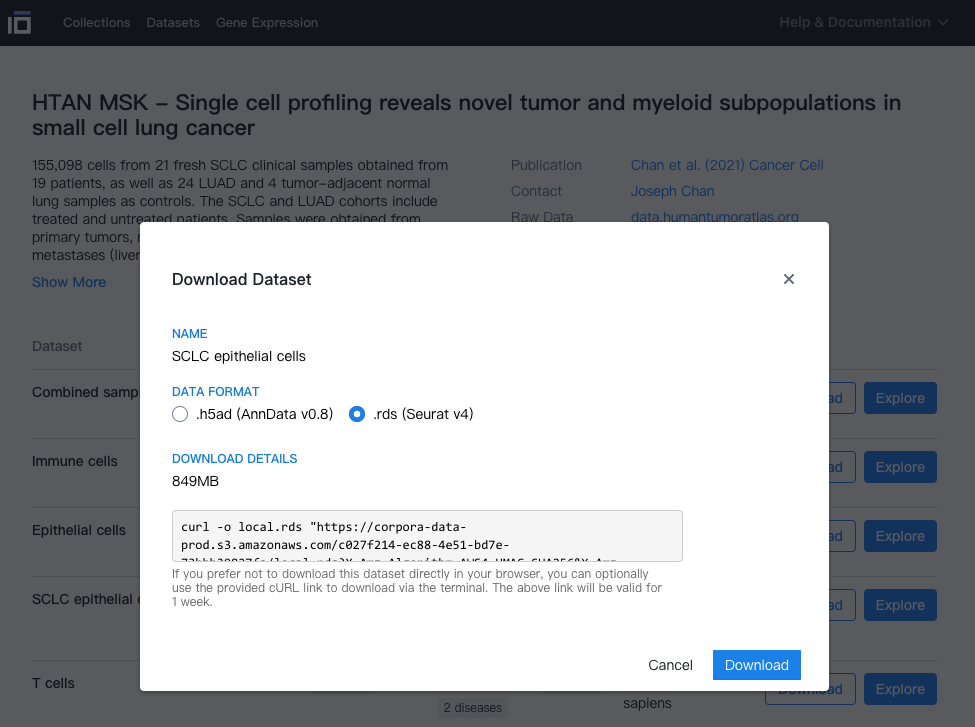 Collections Datasets Gene Expression Help & Documentation
HTAN MSK – Single cell profiling reveals novel tumor and myeloid subpopulations in
small cell lung cancer
155,098 cells from 21 fresh SCLC clinical samples obtained from
19 patients, as well as 24 LUAD and 4 tumor-adjacent normal
lung samples as controls. The SCLC and LUAD cohorts include
treated and untreated patients. Samples were obtained from
primary tumors,
metastases (liver
Show More
Publication Chan et al. (2021) Cancer Cell
Contact Joseph Chan
Raw Data data.humantumoratlas.org
Download Dataset
NAME
SCLC epithelial cells
DATA FORMAT
.h5ad (AnnData v0.8) .rds (Seurat v4)
DOWNLOAD DETAILS
849MB
curl -o local.rds "https://corpora-data-
prod.s3.amazonaws.com/c027f214-ec88-4e51-bd7e-
If you prefer not to download this dataset directly in your browser, you can optionally
use the provided cURL link to download via the terminal. The above link will be valid for
1 week.
Cancel Download
Dataset
Combined samp ad Explore
Immune cells ad Explore
Epithelial cells ad Explore
SCLC epithelial ad Explore
T cells Download Explore
2 diseases
sapiens